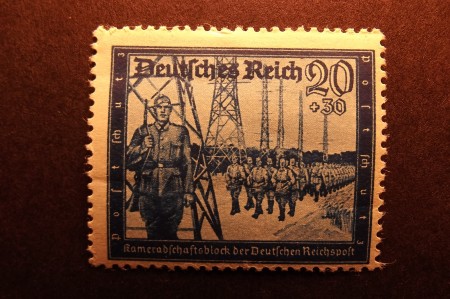 Deutsches Reich 20
+30
Postschutz
Postschutz
Kameradschaftsblock der Deutschen Reichspost